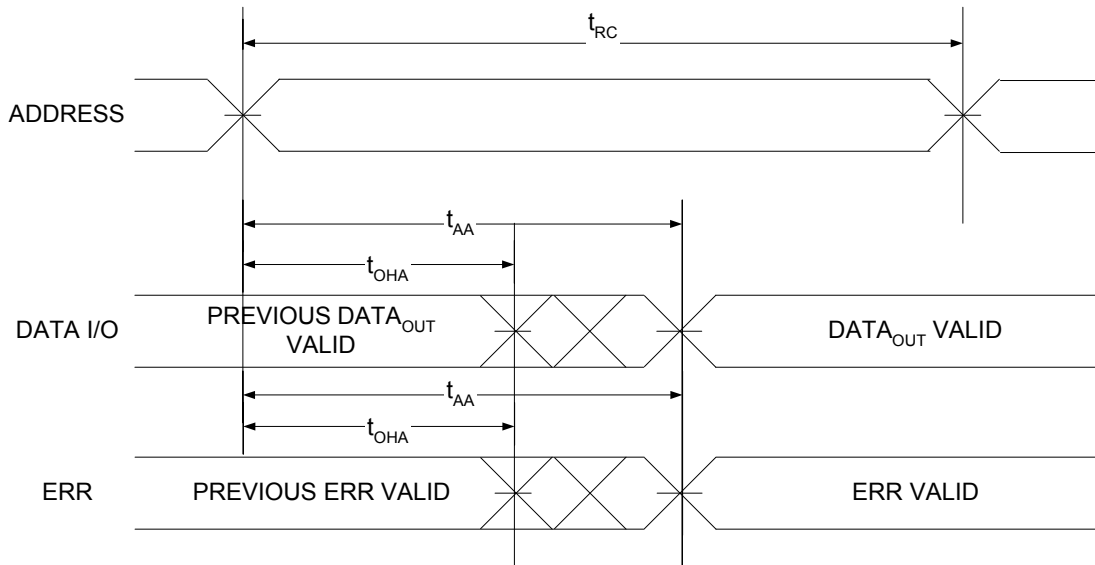 tRC
ADDRESS
tAA
tOHA
DATA I/O
PREVIOUS DATAOUT
VALID
DATAOUT VALID
tAA
tOHA
ERR
PREVIOUS ERR VALID
ERR VALID